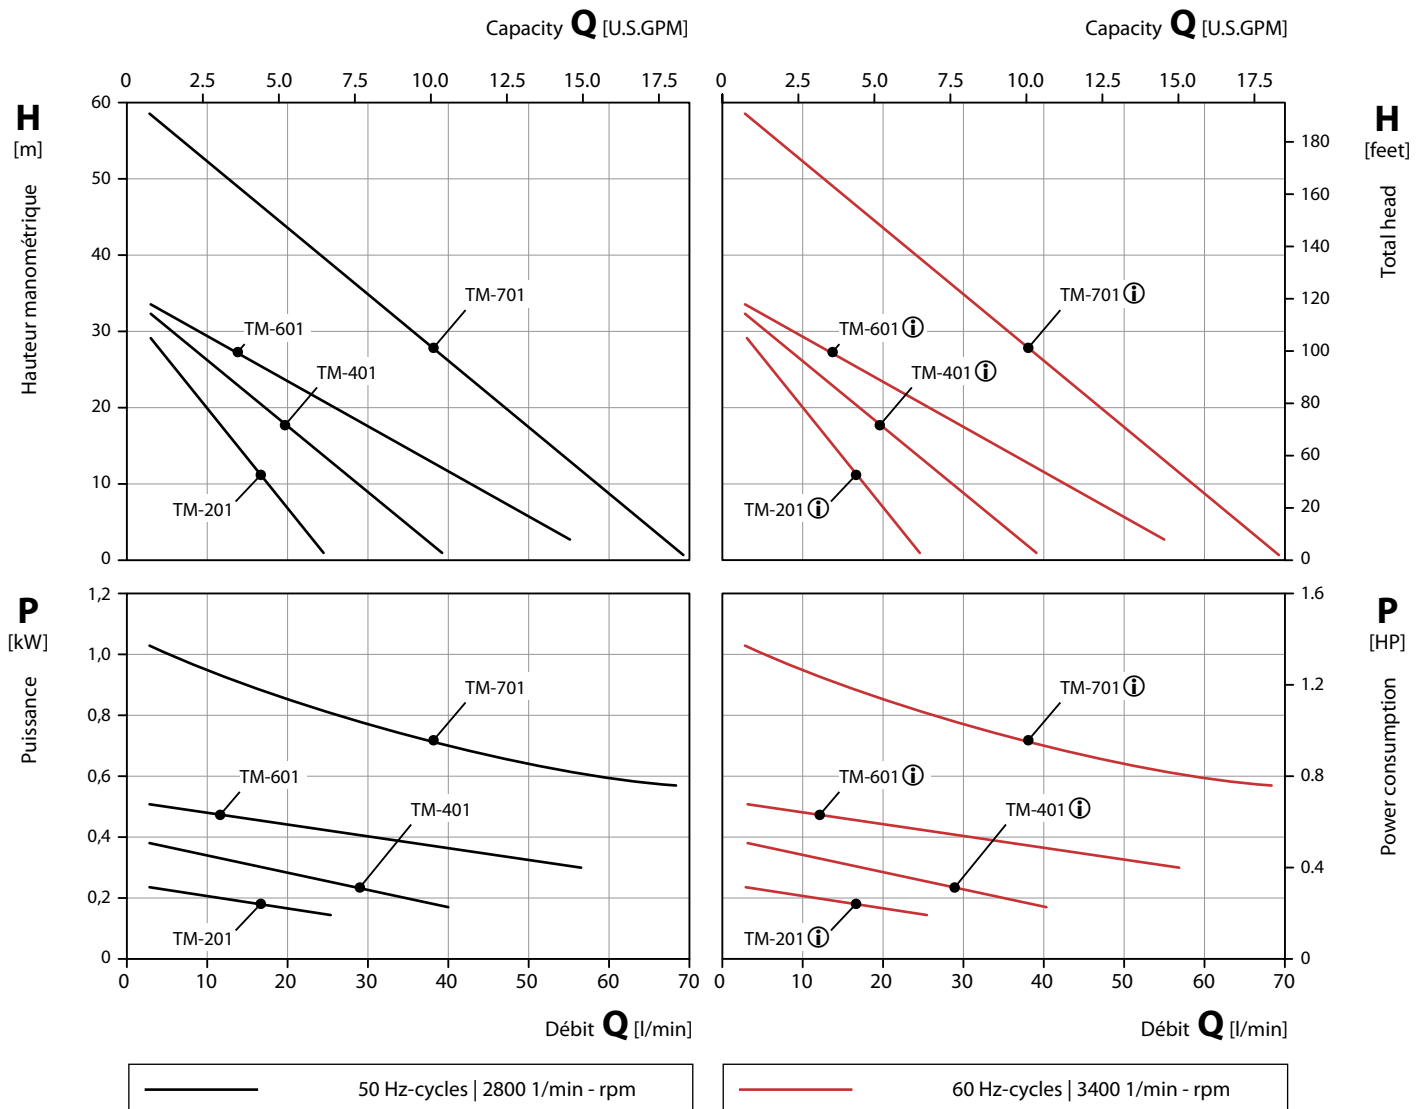 Capacity Q [U.S.GPM]
Capacity Q [U.S.GPM]
0 2.5 5.0 7.5 10.0 12.5 15.0 17.5
0 2.5 5.0 7.5 10.0 12.5 15.0 17.5
H
[m]
Hauteur manométrique
60
50
40
30
20
10
0
TM-701
TM-601
TM-401
TM-201
TM-701 i
TM-601 i
TM-401 i
TM-201 i
180
160
140
120
100
80
60
20
0
H
[feet]
Total head
P
[kW]
Puissance
1,2
1,0
0,8
0,6
0,4
0,2
0
TM-701
TM-601
TM-401
TM-201
TM-701 i
TM-601 i
TM-401 i
TM-201 i
1.6
1.2
0.8
0.4
0
P
[HP]
Power consumption
0 10 20 30 40 50 60 70
0 10 20 30 40 50 60 70
Débit Q [l/min]
Débit Q [l/min]
50 Hz-cycles | 2800 1/min - rpm
60 Hz-cycles | 3400 1/min - rpm